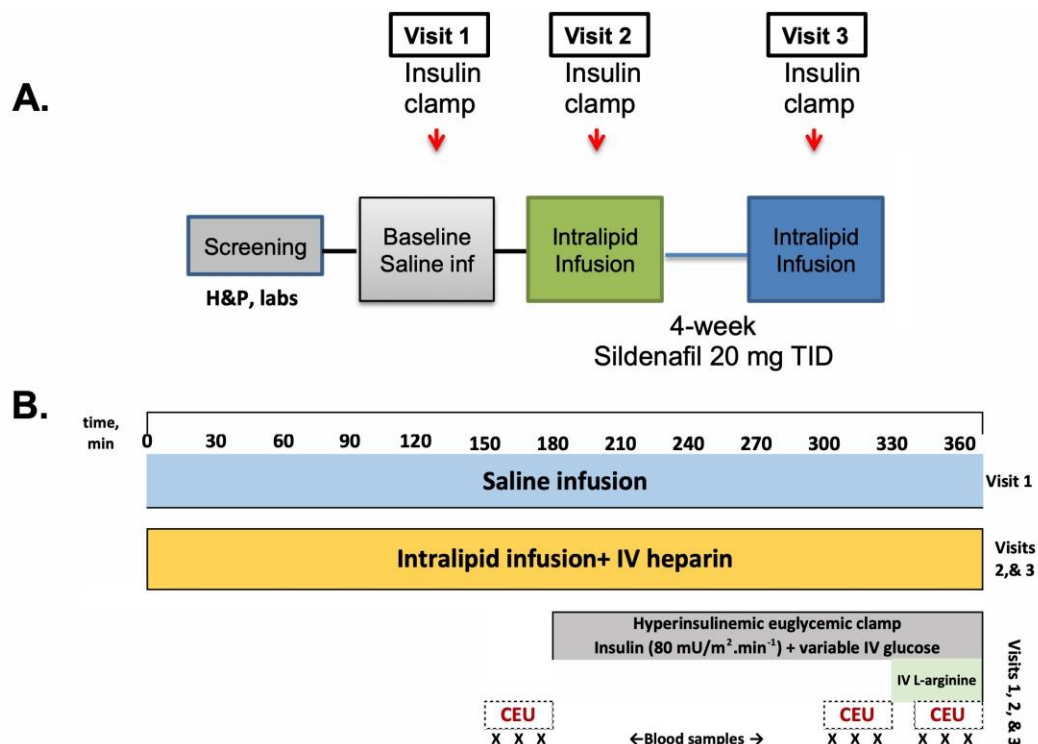 A.
Visit 1
Insulin
clamp
Visit 2
Insulin
clamp
Visit 3
Insulin
clamp
Screening
H&P, labs
Baseline
Saline inf
Intralipid
Infusion
Intralipid
Infusion
4-week
Sildenafil 20 mg TID
B.
time,
min
0 30 60 90 120 150 180 210 240 270 300 330 360
Saline infusion
Visit 1
Intralipid infusion+ IV heparin
Visits
2,& 3
Hyperinsulinemic euglycemic clamp
Insulin (80 mU/m².min⁻¹) + variable IV glucose
IV L-arginine
CEU CEU CEU
X X X ←Blood samples → X X X X X X
Visits 1, 2, & 3